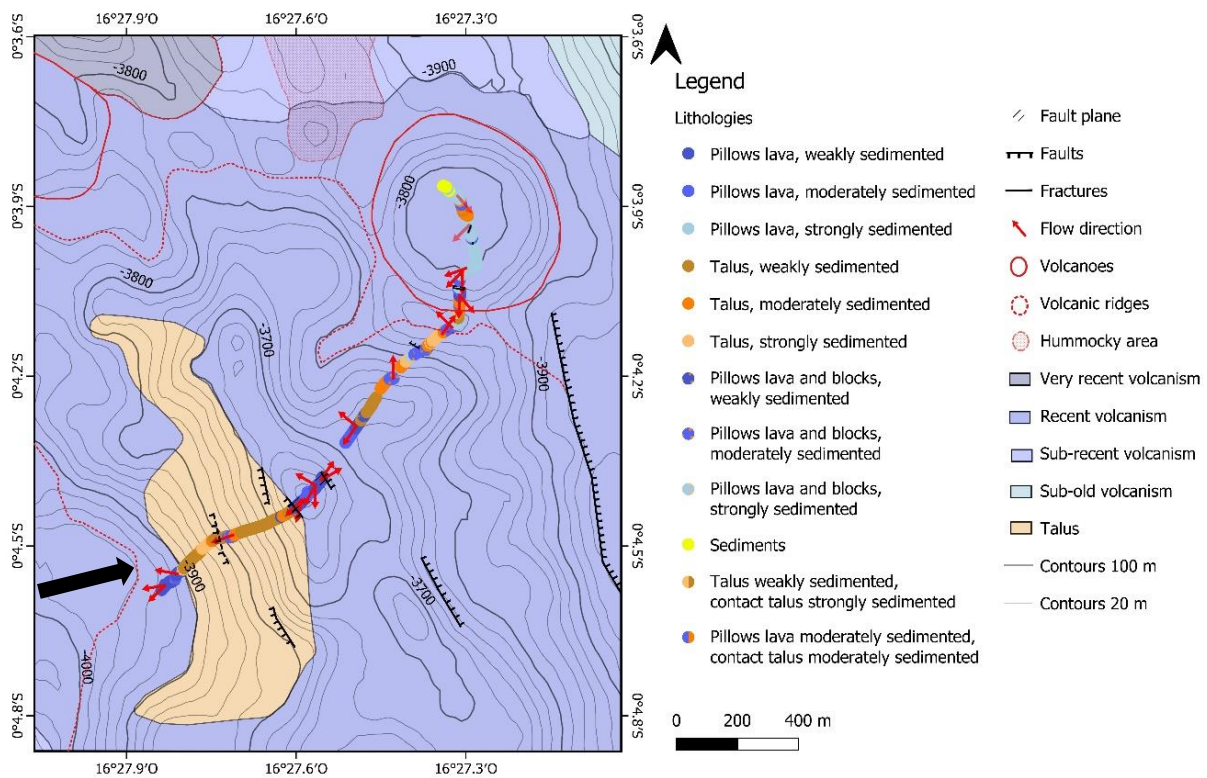 16°27.9'O
16°27.6'O
16°27.3'O
0°3.6'S
0°3.6'S
-3800
-3900
-3800
0°3.9'S
0°3.9'S
-3800
-3700
0°4.2'S
-3900
0°4.2'S
0°4.5'S
-3900
-3700
0°4.5'S
-4000
0°4.8'S
0°4.8'S
16°27.9'O
16°27.6'O
16°27.3'O
Legend
Lithologies
Pillows lava, weakly sedimented
Pillows lava, moderately sedimented
Pillows lava, strongly sedimented
Talus, weakly sedimented
Talus, moderately sedimented
Talus, strongly sedimented
Pillows lava and blocks,
weakly sedimented
Pillows lava and blocks,
moderately sedimented
Pillows lava and blocks,
strongly sedimented
Sediments
Talus weakly sedimented,
contact talus strongly sedimented
Pillows lava moderately sedimented,
contact talus moderately sedimented
Fault plane
Faults
Fractures
Flow direction
Volcanoes
Volcanic ridges
Hummocky area
Very recent volcanism
Recent volcanism
Sub-recent volcanism
Sub-old volcanism
Talus
Contours 100 m
Contours 20 m
0 200 400 m